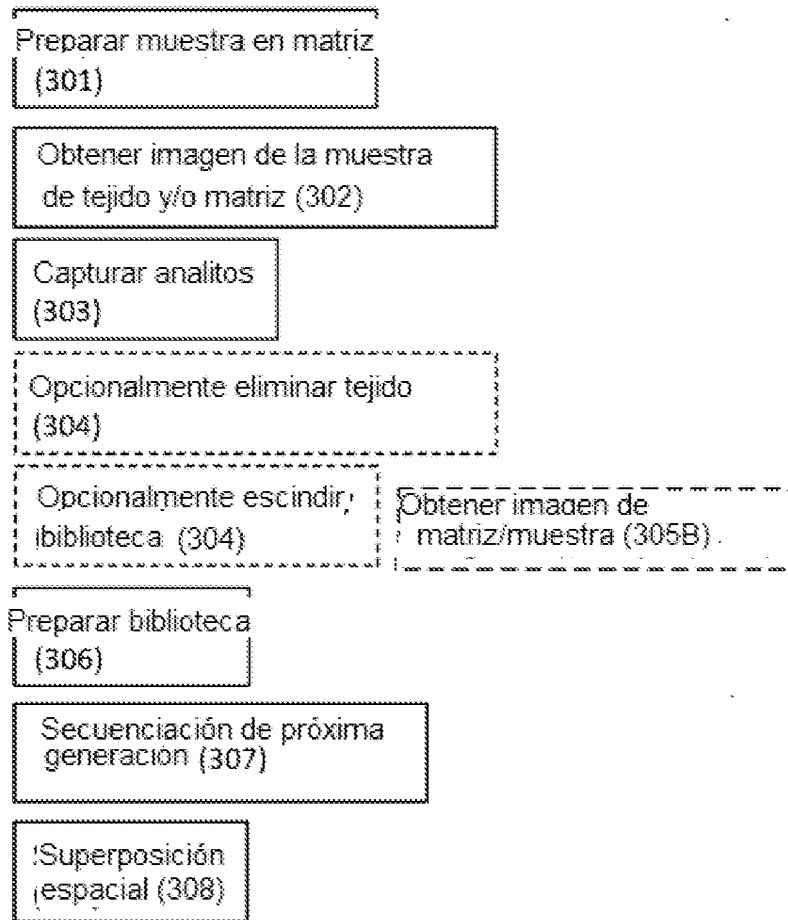 Preparar muestra en matriz
(301)
Obtener imagen de la muestra
de tejido y/o matriz (302)
Capturar analitos
(303)
Opcionalmente eliminar tejido
(304)
Opcionalmente escindir
biblioteca (304)
Obtener imagen de
matriz/muestra (305B)
Preparar biblioteca
(306)
Secuenciación de próxima
generación (307)
Superposición
espacial (308)